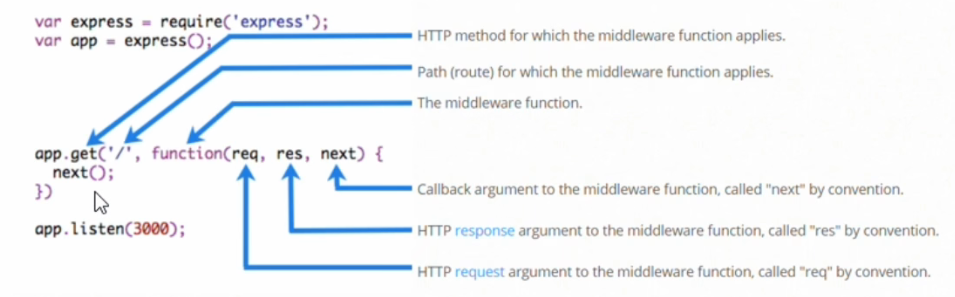 var express = require('express');
var app = express();
HTTP method for which the middleware function applies.
Path (route) for which the middleware function applies.
The middleware function.
app.get('/', function(req, res, next) {
next();
})
Callback argument to the middleware function, called "next" by convention.
app.listen(3000);
HTTP response argument to the middleware function, called "res" by convention.
HTTP request argument to the middleware function, called "req" by convention.